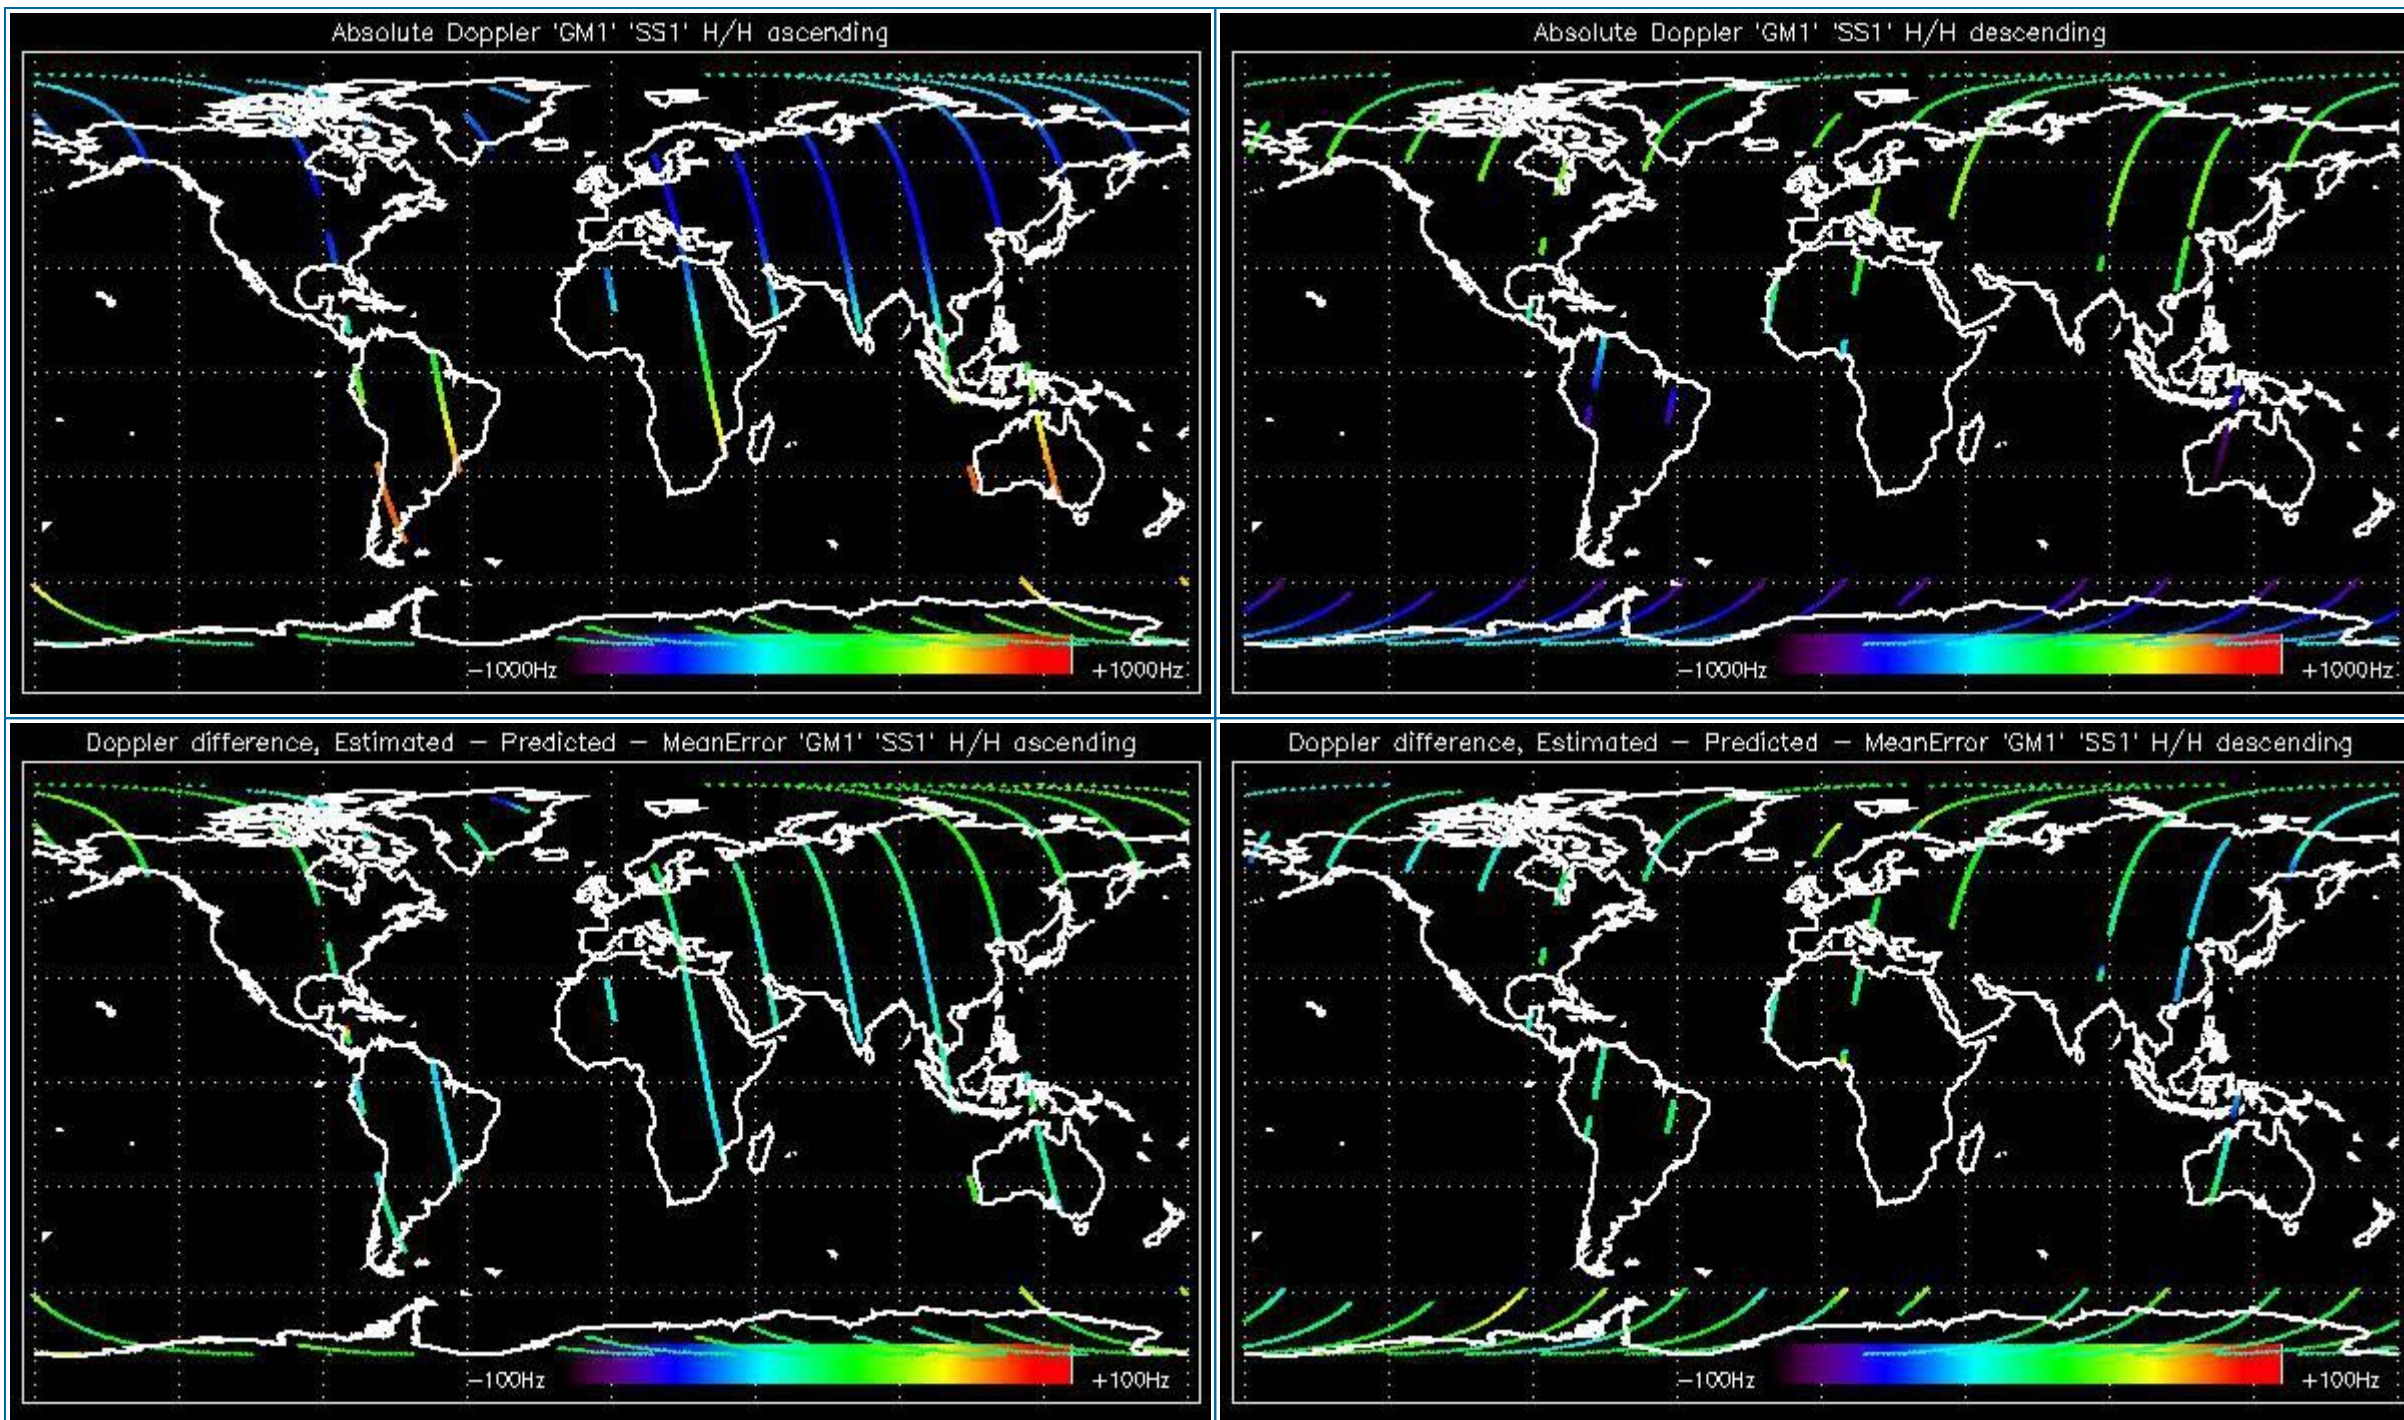 Absolute Doppler 'GM1' 'SS1' H/H ascending
-1000Hz
+1000Hz
Absolute Doppler 'GM1' 'SS1' H/H descending
-1000Hz
+1000Hz
Doppler difference, Estimated - Predicted - MeanError 'GM1' 'SS1' H/H ascending
-100Hz
+100Hz
Doppler difference, Estimated - Predicted - MeanError 'GM1' 'SS1' H/H descending
-100Hz
+100Hz